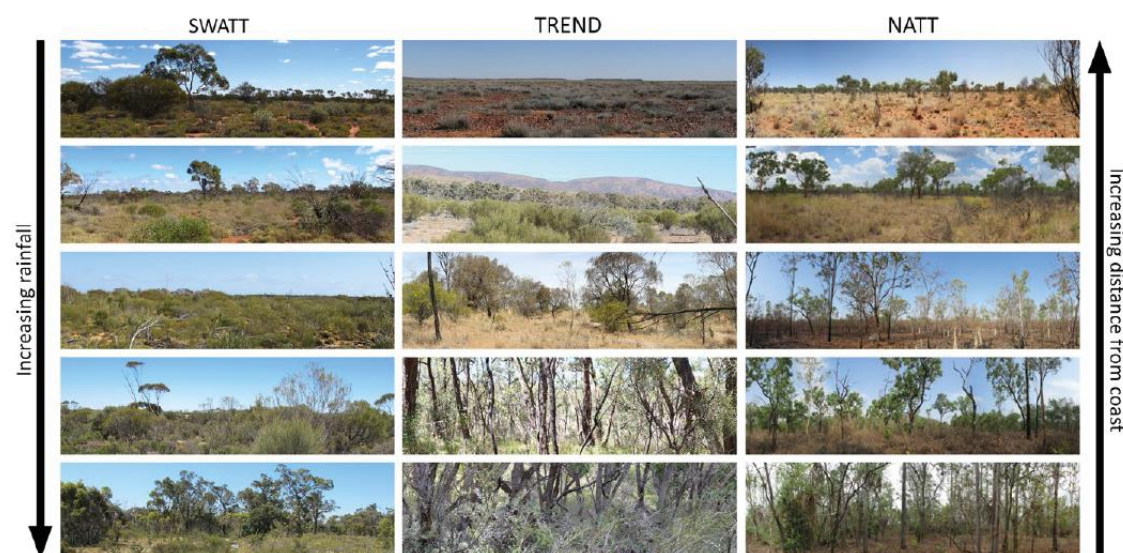 SWATT
TREND
NATT
Increasing rainfall
Increasing distance from coast